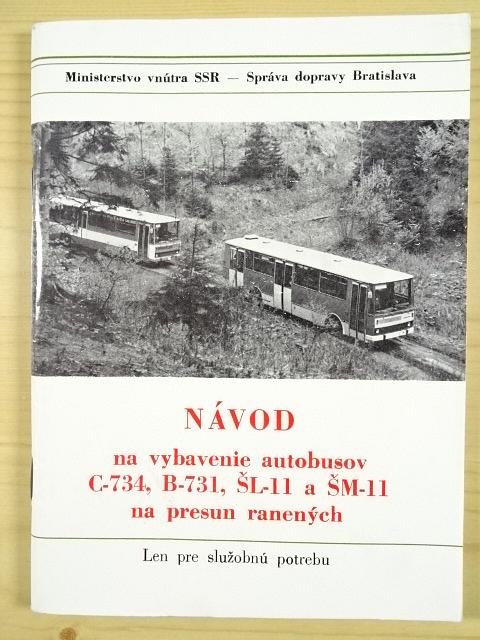 Ministerstvo vnútra SSR — Správa dopravy Bratislava
NÁVOD
na vybavenie autobusov
C-734, B-731, ŠL-11 a ŠM-11
na presun ranených
Len pre služobnú potrebu